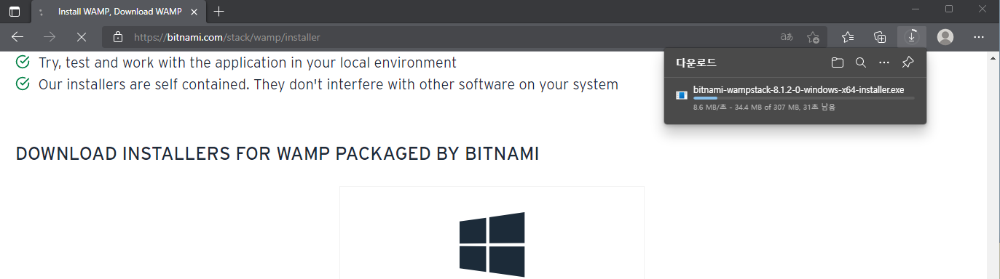 Install WAMP, Download WAMP
https://bitnami.com/stack/wamp/installer
aあ
다운로드
bitnami-wampstack-8.1.2-0-windows-x64-installer.exe
8.6 MB/초 - 34.4 MB of 307 MB, 31초 남음
Try, test and work with the application in your local environment
Our installers are self contained. They don't interfere with other software on your system
DOWNLOAD INSTALLERS FOR WAMP PACKAGED BY BITNAMI